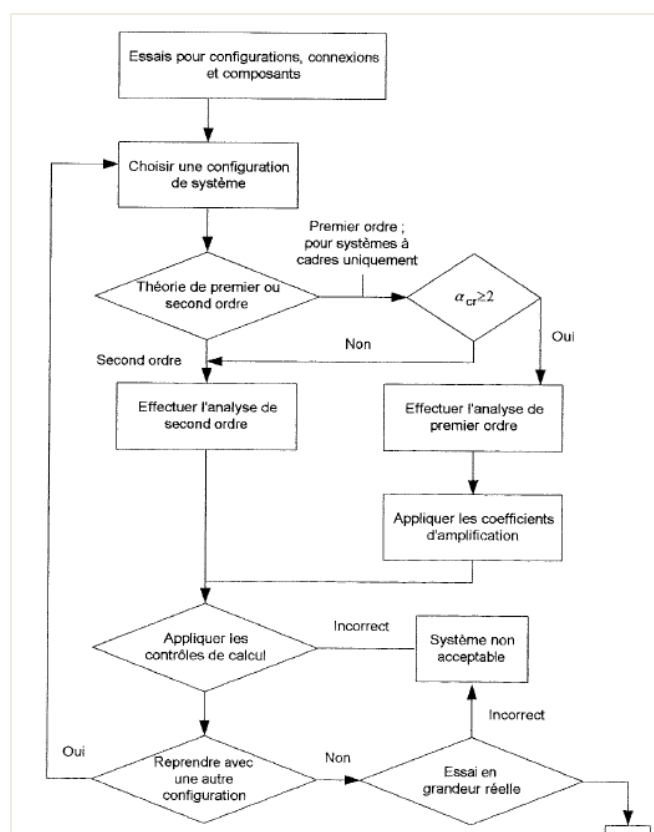 Essais pour configurations, connexions
et composants
Choisir une configuration
de système
Premier ordre ;
pour systèmes à
cadres uniquement
Théorie de premier ou
second ordre
α cr≥2
Non
Oui
Second ordre
Effectuer l'analyse de
second ordre
Effectuer l'analyse de
premier ordre
Appliquer les coefficients
d'amplification
Appliquer les
contrôles de calcul
Incorrect
Système non
acceptable
Incorrect
Oui
Reprendre avec
une autre
configuration
Non
Essai en
grandeur réelle